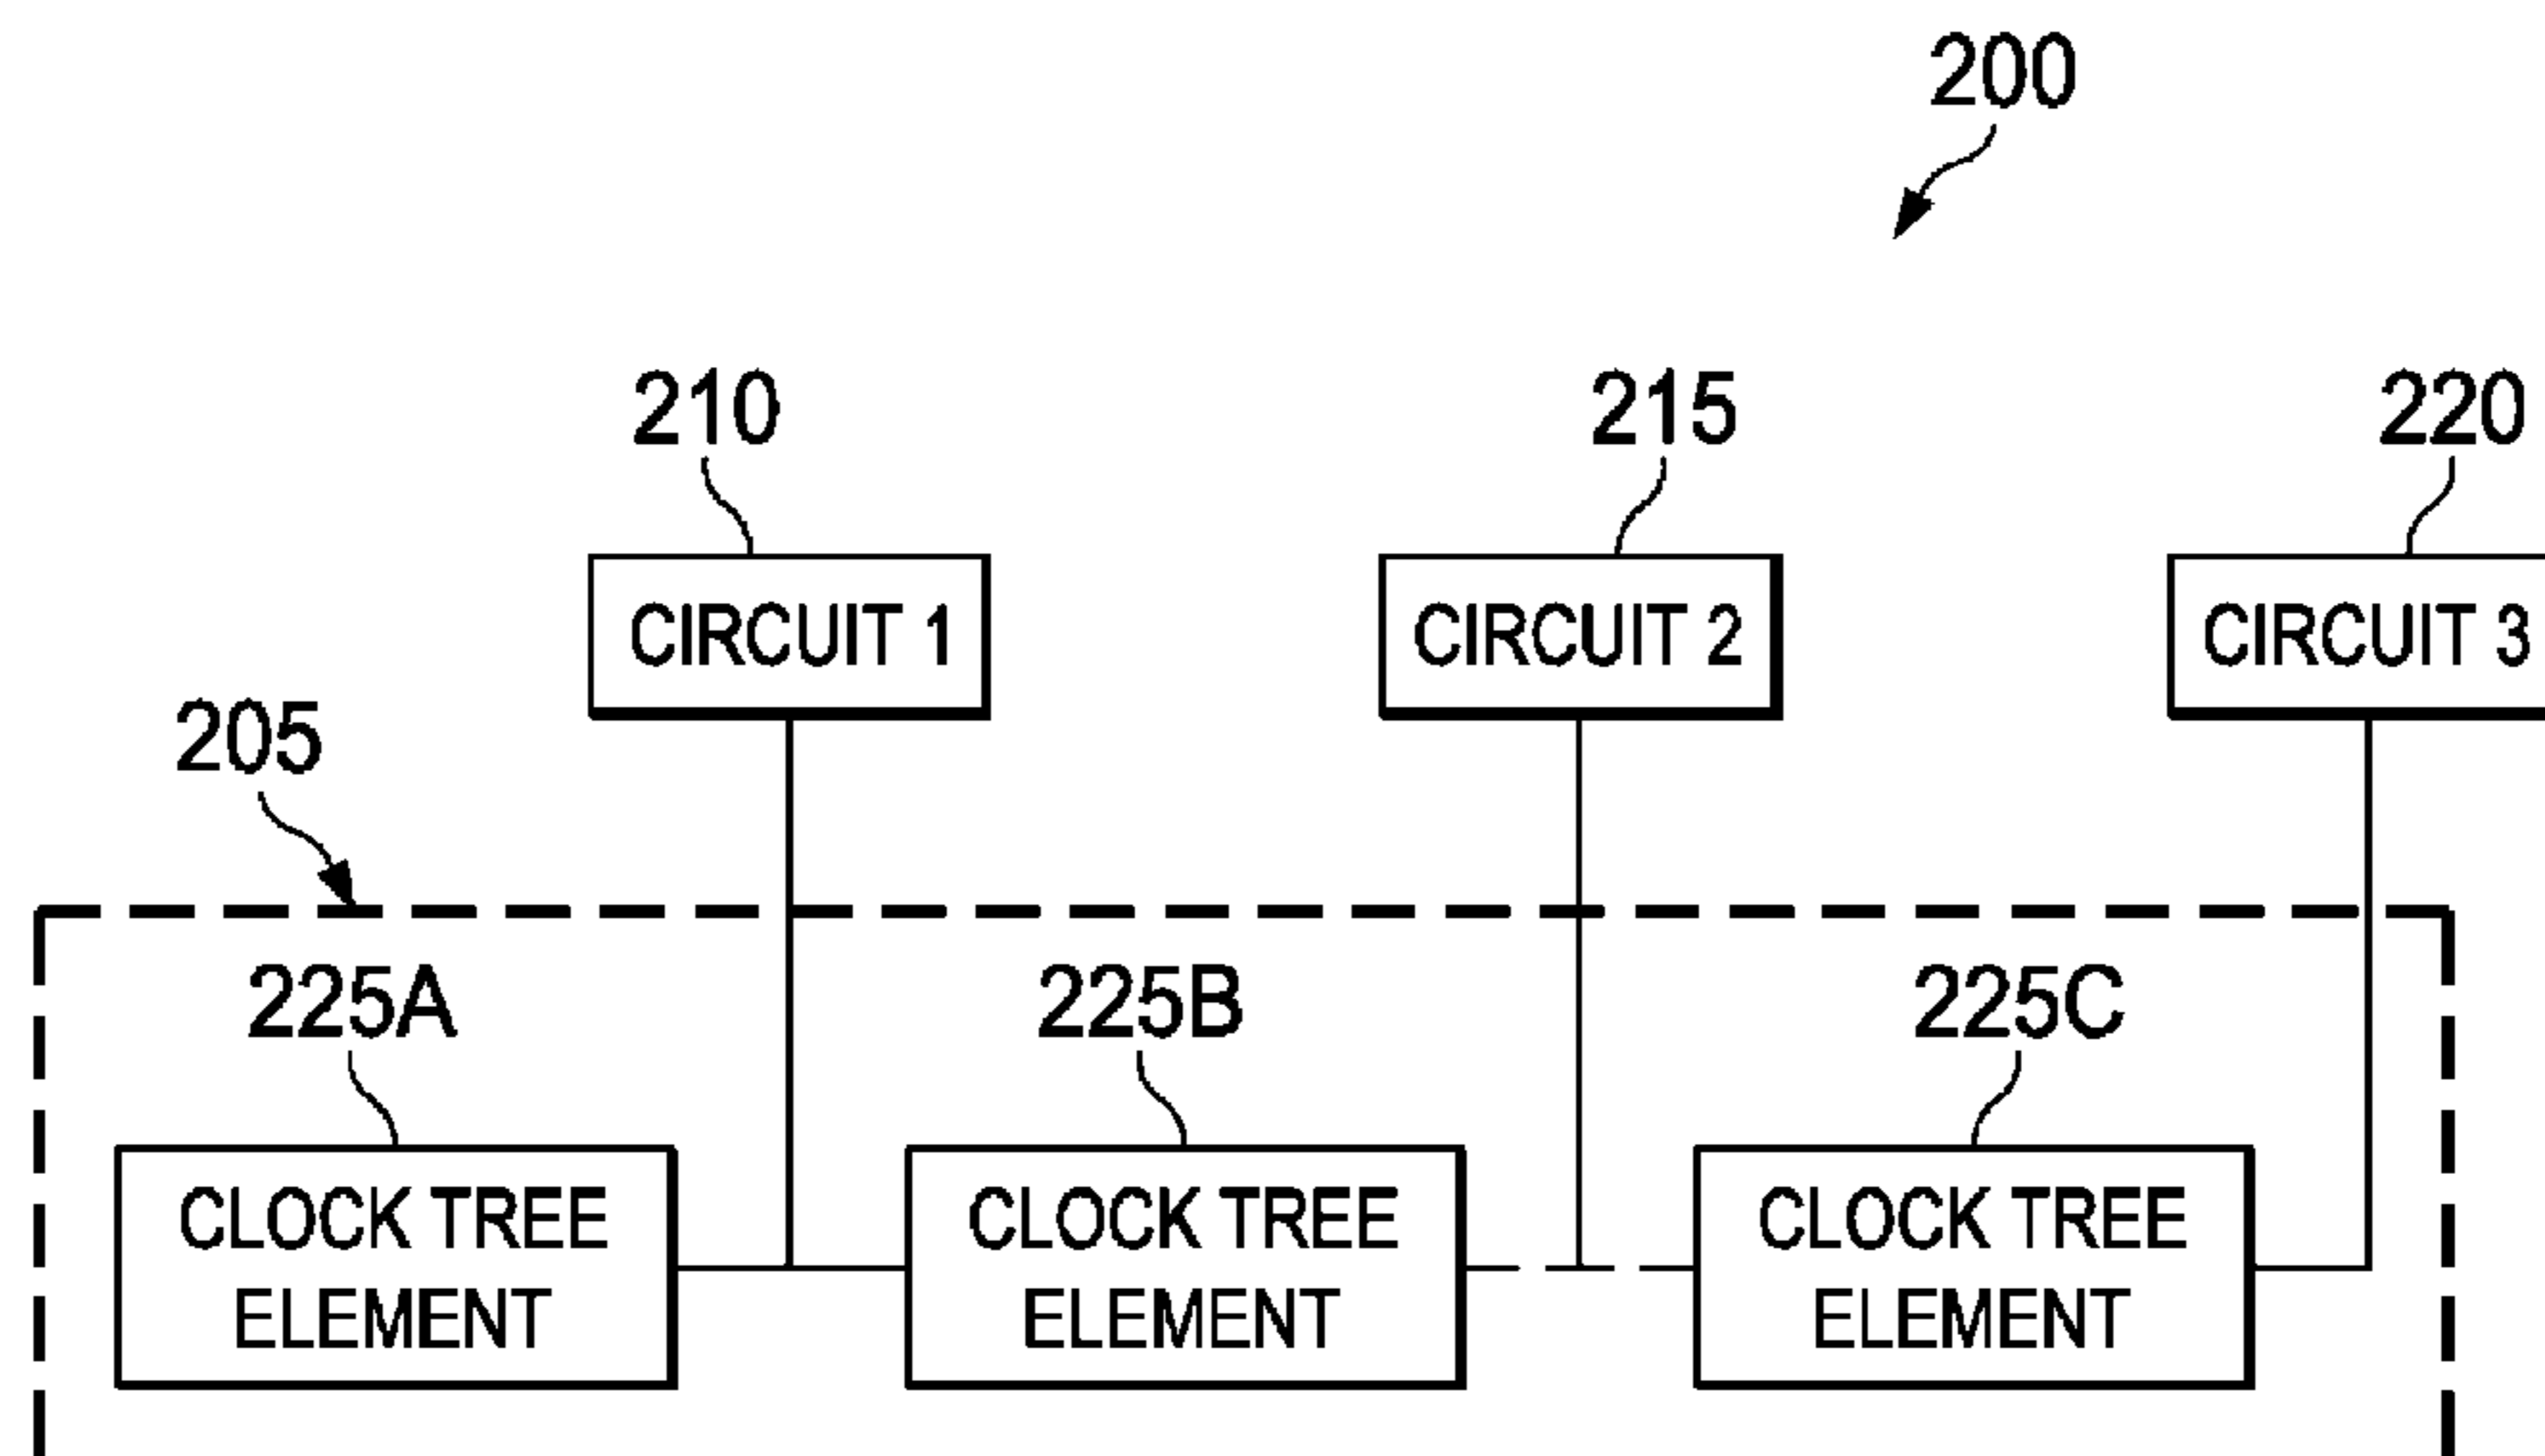 200
210
215
220
CIRCUIT 1
CIRCUIT 2
CIRCUIT 3
205
225A
225B
225C
CLOCK TREE
ELEMENT
CLOCK TREE
ELEMENT
CLOCK TREE
ELEMENT